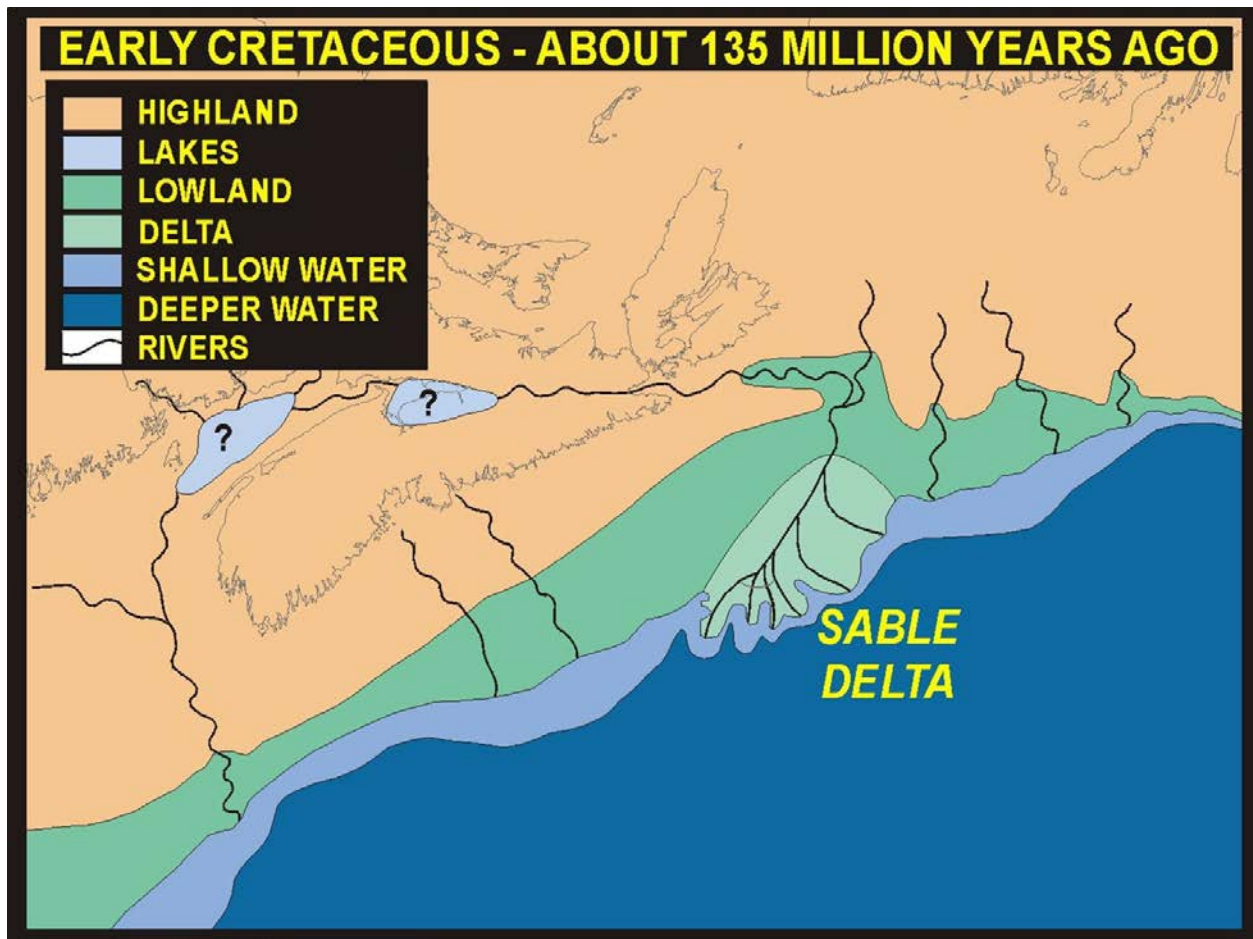 EARLY CRETACEOUS - ABOUT 135 MILLION YEARS AGO
HIGHLAND
LAKES
LOWLAND
DELTA
SHALLOW WATER
DEEPER WATER
RIVERS
?
?
SABLE
DELTA